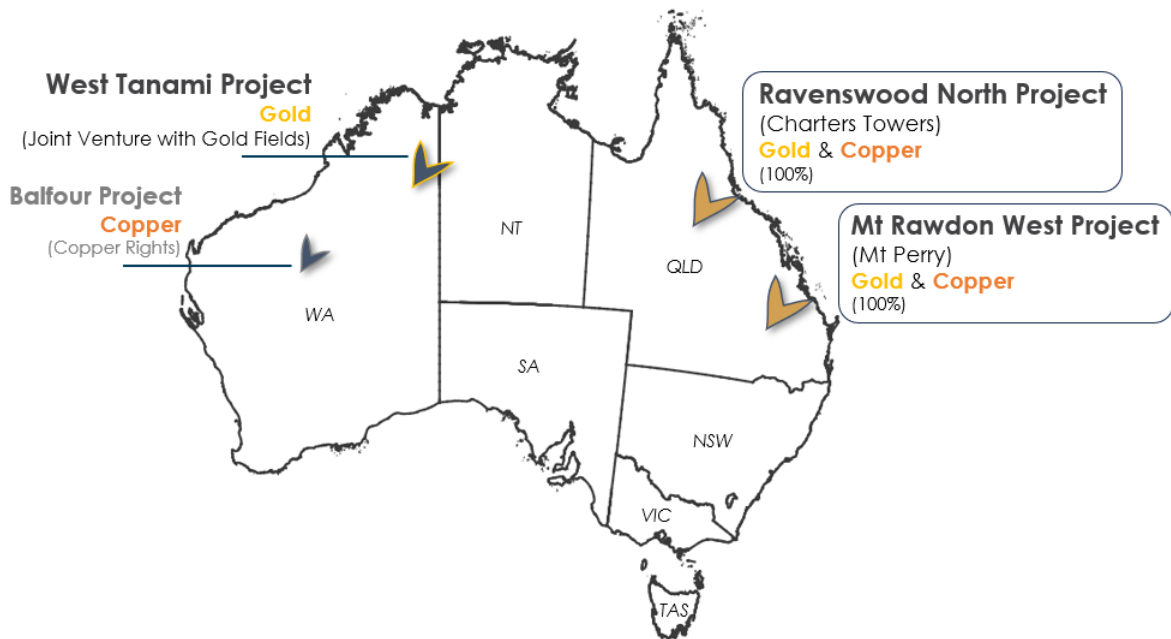 West Tanami Project
Gold
(Joint Venture with Gold Fields)
Balfour Project
Copper
(Copper Rights)
Ravenswood North Project
(Charters Towers)
Gold & Copper
(100%)
Mt Rawdon West Project
(Mt Perry)
Gold & Copper
(100%)
NT
QLD
WA
SA
NSW
VIC
TAS